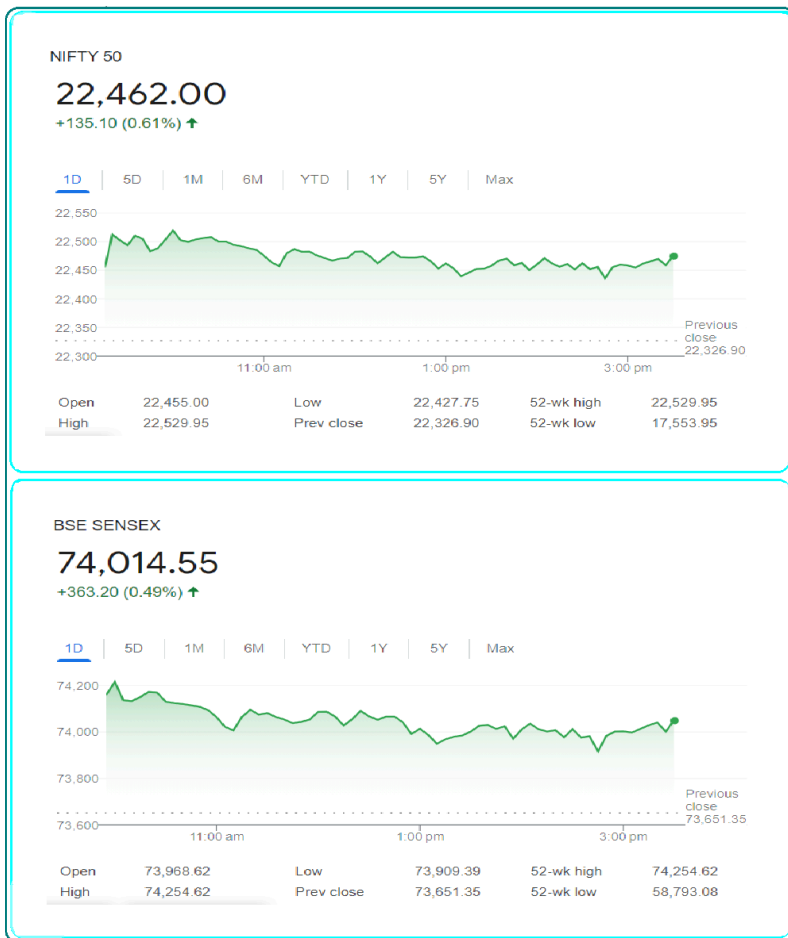 NIFTY 50
22,462.00
+135.10 (0.61%) ↑
1D 5D 1M 6M YTD 1Y 5Y Max
22,550
22,500
22,450
22,400
22,350
22,300
Previous
close
22,326.90
11:00 am 1:00 pm 3:00 pm
Open 22,455.00 Low 22,427.75 52-wk high 22,529.95
High 22,529.95 Prev close 22,326.90 52-wk low 17,553.95
BSE SENSEX
74,014.55
+363.20 (0.49%) ↑
1D 5D 1M 6M YTD 1Y 5Y Max
74,200
74,000
73,800
73,600
Previous
close
73,651.35
11:00 am 1:00 pm 3:00 pm
Open 73,968.62 Low 73,909.39 52-wk high 74,254.62
High 74,254.62 Prev close 73,651.35 52-wk low 58,793.08